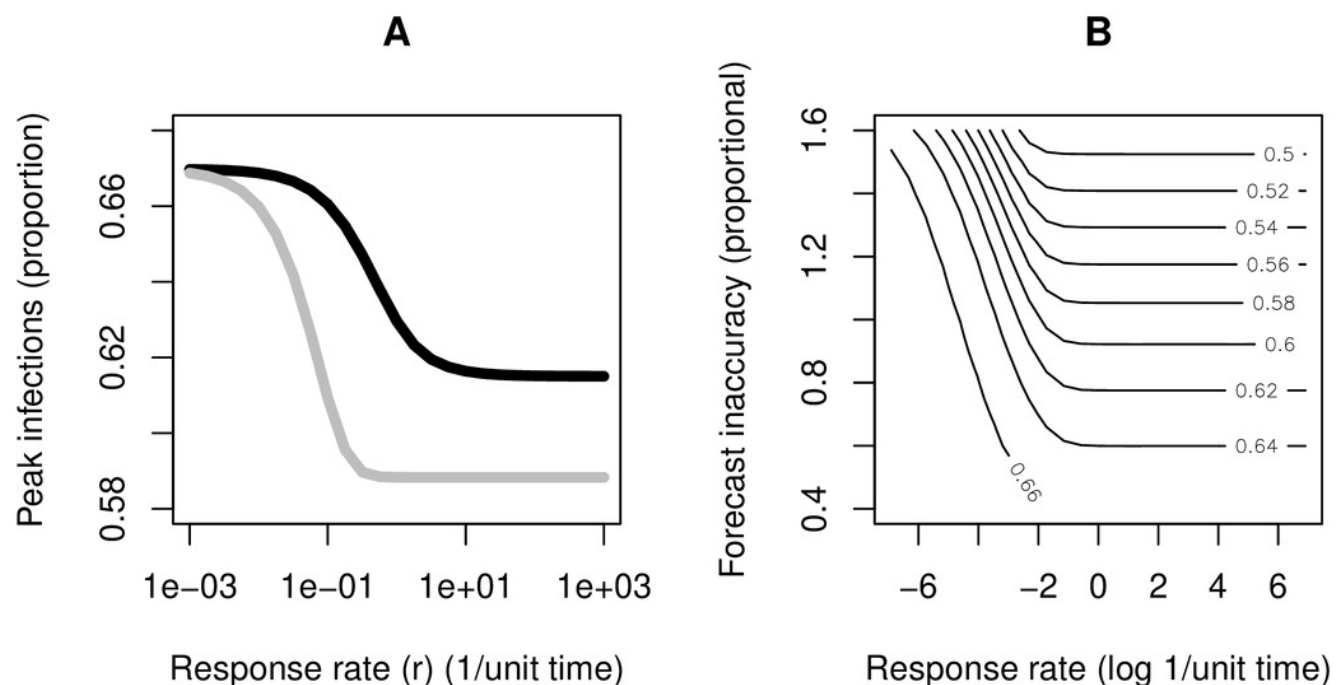 A
Peak infections (proportion)
0.66
0.62
0.58
1e−03
1e−01
1e+01
1e+03
Response rate (r) (1/unit time)
B
Forecast inaccuracy (proportional)
1.6
1.2
0.8
0.4
0.5
0.52
0.54
0.56
0.58
0.6
0.62
0.64
0.66
−6
−2
0
2
4
6
Response rate (log 1/unit time)